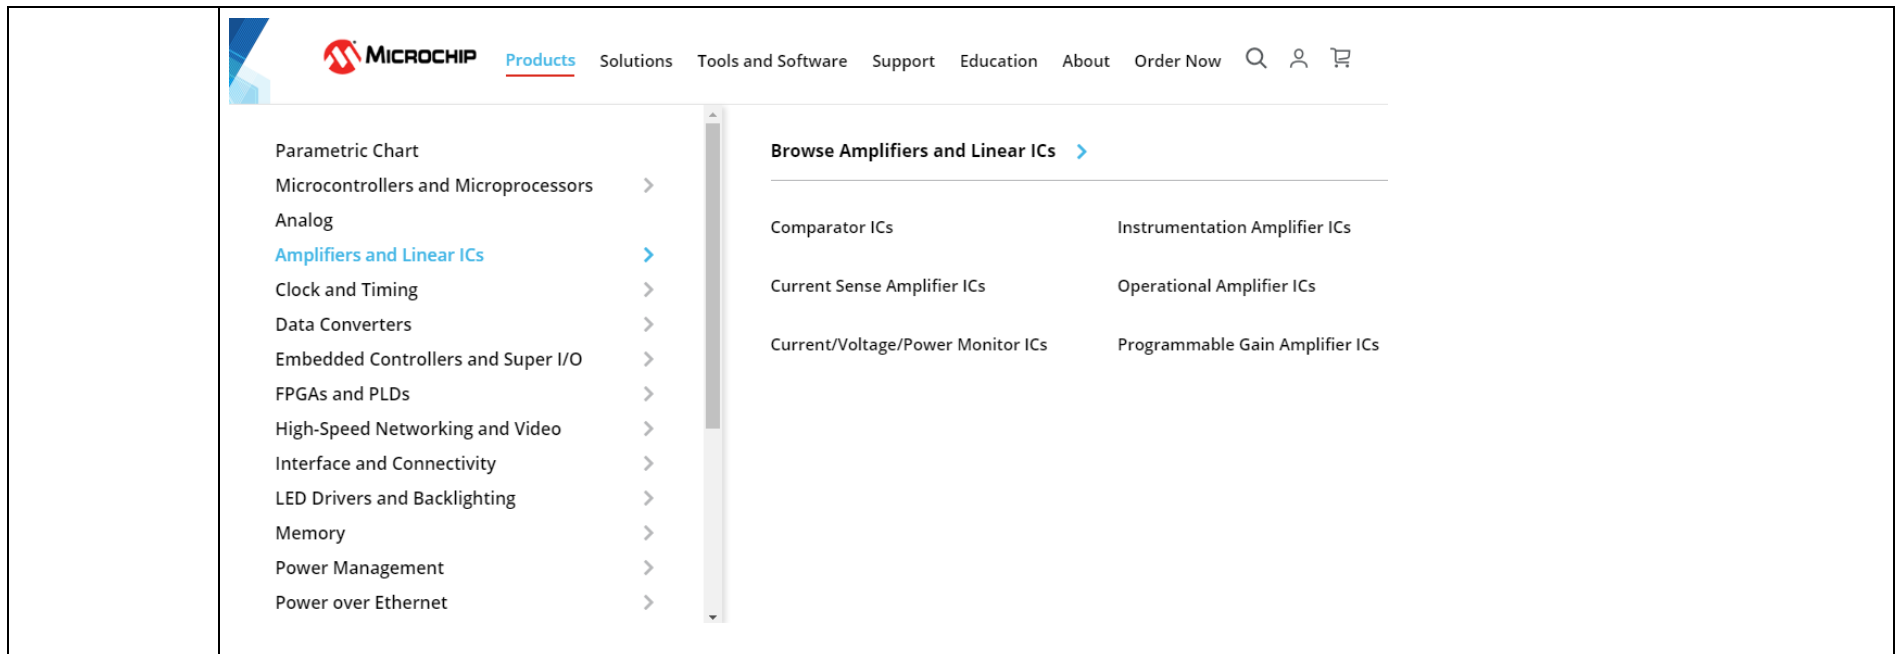 MICROCHIP Products Solutions Tools and Software Support Education About Order Now
Parametric Chart
Microcontrollers and Microprocessors
Analog
Amplifiers and Linear ICs
Clock and Timing
Data Converters
Embedded Controllers and Super I/O
FPGAs and PLDs
High-Speed Networking and Video
Interface and Connectivity
LED Drivers and Backlighting
Memory
Power Management
Power over Ethernet
Browse Amplifiers and Linear ICs
Comparator ICs Instrumentation Amplifier ICs
Current Sense Amplifier ICs Operational Amplifier ICs
Current/Voltage/Power Monitor ICs Programmable Gain Amplifier ICs